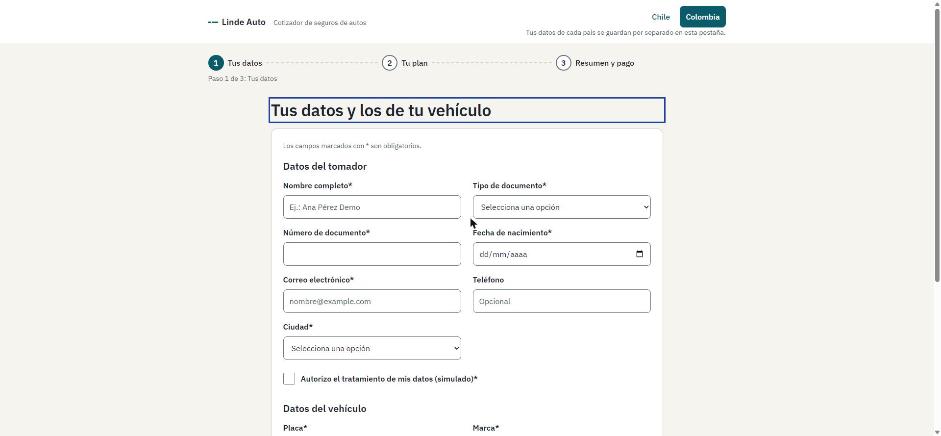 Linde Auto Cotizador de seguros de autos
Chile Colombia
Tus datos de cada país se guardan por separado en esta pestaña.
1 Tus datos 2 Tu plan 3 Resumen y pago
Paso 1 de 3: Tus datos
Tus datos y los de tu vehículo
Los campos marcados con * son obligatorios.
Datos del tomador
Nombre completo* Tipo de documento*
Ej.: Ana Pérez Demo Selecciona una opción
Número de documento* Fecha de nacimiento*
dd/mm/aaaa
Correo electrónico* Teléfono
nombre@example.com Opcional
Ciudad*
Selecciona una opción
Autorizo el tratamiento de mis datos (simulado)*
Datos del vehículo
Placa* Marca*